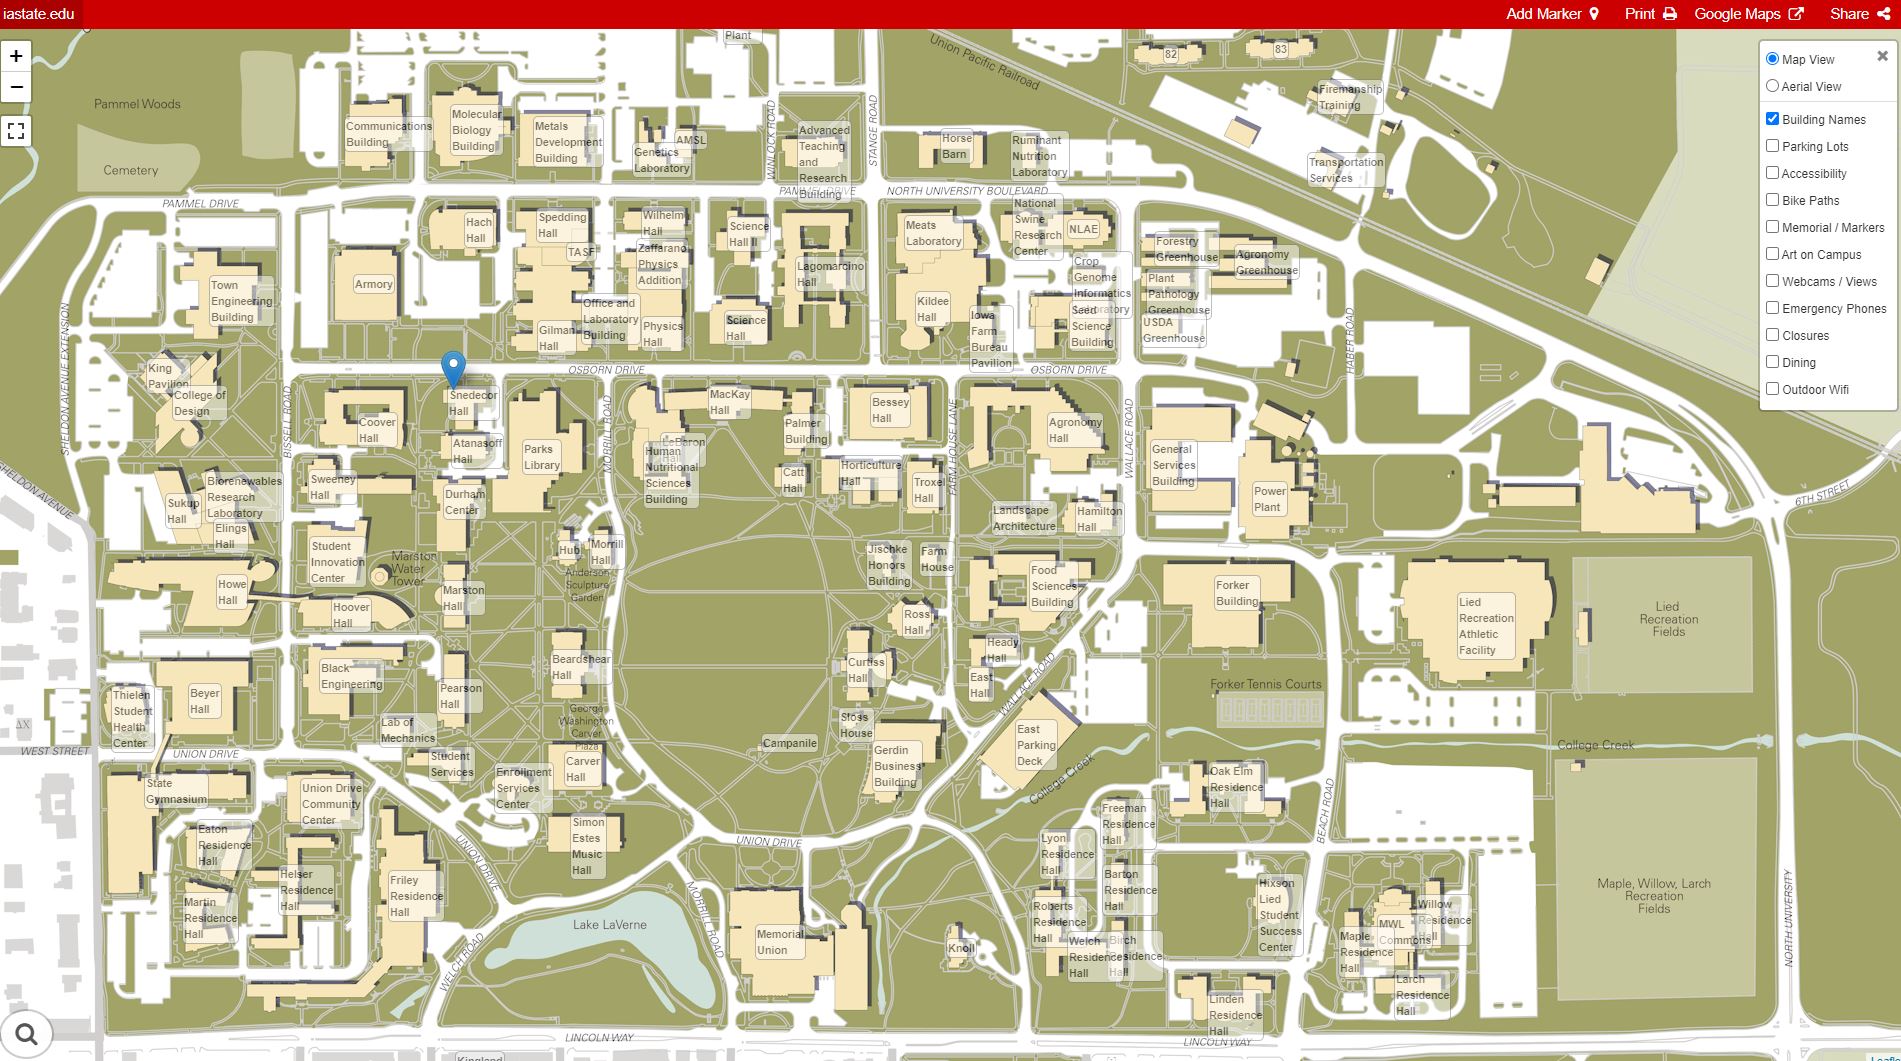 iastate.edu
Add Marker
Print
Google Maps
Share
+
−
Map View
Aerial View
Building Names
Parking Lots
Accessibility
Bike Paths
Memorial / Markers
Art on Campus
Webcams / Views
Emergency Phones
Closures
Dining
Outdoor Wifi
Plant
Union Pacific Railroad
82
83
Pammel Woods
Cemetery
Communications
Building
Molecular
Biology
Building
Metals
Development
Building
Genetics
Laboratory
AMSL
WINLOCK ROAD
Advanced
Teaching
and
Research
Building
STANGE ROAD
Horse
Barn
Ruminant
Nutrition
Laboratory
Firemanship
Training
Transportation
Services
PAMMEL DRIVE
PAMMEL DRIVE
NORTH UNIVERSITY BOULEVARD
Hach
Hall
Spedding
Hall
TASF
Wilhelm
Hall
Zaffarano
Physics
Addition
Science
Hall II
Lagomarcino
Hall
Meats
Laboratory
National
Swine
Research
Center
NLAE
Forestry
Greenhouse
Agronomy
Greenhouse
Crop
Genome
Informatics
Laboratory
Plant
Pathology
Greenhouse
USDA
Greenhouse
Town
Engineering
Building
Armory
Gilman
Hall
Office and
Laboratory
Building
Physics
Hall
Science
Hall
Kildee
Hall
Iowa
Farm
Bureau
Pavilion
Seed
Science
Building
HABER ROAD
SHELDON AVENUE EXTENSION
King
Pavilion
College of
Design
BISSELL ROAD
OSBORN DRIVE
OSBORN DRIVE
Snedecor
Hall
Coover
Hall
Atanasoff
Hall
Parks
Library
MORRILL ROAD
LeBaron
Hall
Human
Nutritional
Sciences
Building
MacKay
Hall
Palmer
Building
Bessey
Hall
FARM HOUSE LANE
Agronomy
Hall
WALLACE ROAD
General
Services
Building
Power
Plant
6TH STREET
SHELDON AVENUE
Sukup
Hall
Biorenewables
Research
Laboratory
Elings
Hall
Sweeney
Hall
Durham
Center
Catt
Hall
Horticulture
Hall
Troxel
Hall
Landscape
Architecture
Hamilton
Hall
Student
Innovation
Center
Marston
Water
Tower
Hub
Morrill
Hall
Anderson
Sculpture
Garden
Jischke
Honors
Building
Farm
House
Food
Sciences
Building
Forker
Building
Lied
Recreation
Athletic
Facility
Lied
Recreation
Fields
Howe
Hall
Hoover
Hall
Marston
Hall
Ross
Hall
Heady
Hall
East
Hall
Curtiss
Hall
WALLACE ROAD
Black
Engineering
Beardshear
Hall
Pearson
Hall
Forker Tennis Courts
Thielen
Student
Health
Center
Beyer
Hall
Lab of
Mechanics
George
Washington
Carver
Plaza
Carver
Hall
Sloss
House
Campanile
Gerdin
Business
Building
East
Parking
Deck
College Creek
College Creek
ΔX
WEST STREET
UNION DRIVE
Student
Services
Enrollment
Services
Center
State
Gymnasium
Union Drive
Community
Center
Oak Elm
Residence
Hall
Freeman
Residence
Hall
BEACH ROAD
Eaton
Residence
Hall
UNION DRIVE
Simon
Estes
Music
Hall
UNION DRIVE
Lyon
Residence
Hall
Barton
Residence
Hall
Helser
Residence
Hall
Friley
Residence
Hall
Martin
Residence
Hall
Lake LaVerne
MORRILL ROAD
Memorial
Union
Knoll
Roberts
Residence
Hall
Welch
Residence
Hall
Birch
Residence
Hall
Hixson
Lied
Student
Success
Center
Maple
Residence
Hall
MWL
Commons
Willow
Residence
Hall
Larch
Residence
Hall
Maple, Willow, Larch
Recreation
Fields
NORTH UNIVERSITY
WELCH ROAD
Linden
Residence
Hall
LINCOLN WAY
LINCOLN WAY
Kingland